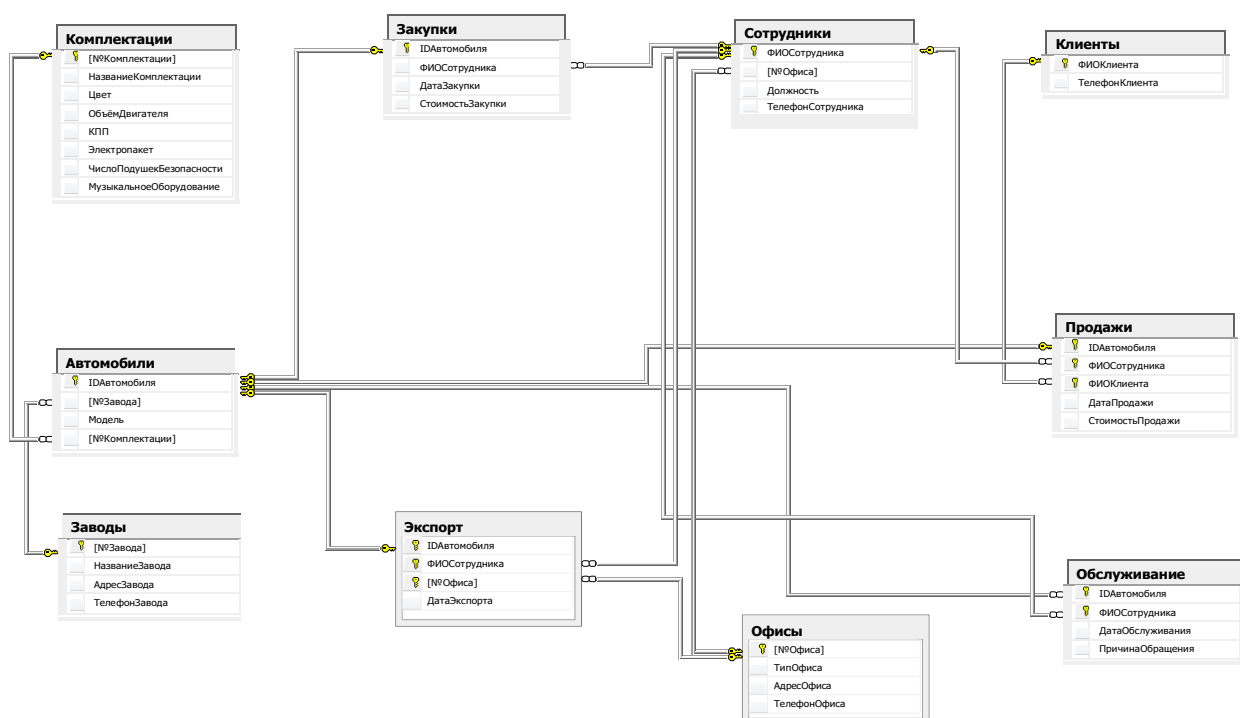 Комплектации
[№Комплектации]
НазваниеКомплектации
Цвет
ОбъёмДвигателя
КПП
Электропакет
ЧислоПодушекБезопасности
МузыкальноеОборудование
Закупки
IDАвтомобиля
ФИОСотрудника
ДатаЗакупки
СтоимостьЗакупки
Сотрудники
ФИОСотрудника
[№Офиса]
Должность
ТелефонСотрудника
Клиенты
ФИОКлиента
ТелефонКлиента
Автомобили
IDАвтомобиля
[№Завода]
Модель
[№Комплектации]
Продажи
IDАвтомобиля
ФИОСотрудника
ФИОКлиента
ДатаПродажи
СтоимостьПродажи
Заводы
[№Завода]
НазваниеЗавода
АдресЗавода
ТелефонЗавода
Экспорт
IDАвтомобиля
ФИОСотрудника
[№Офиса]
ДатаЭкспорта
Офисы
[№Офиса]
ТипОфиса
АдресОфиса
ТелефонОфиса
Обслуживание
IDАвтомобиля
ФИОСотрудника
ДатаОбслуживания
ПричинаОбращения